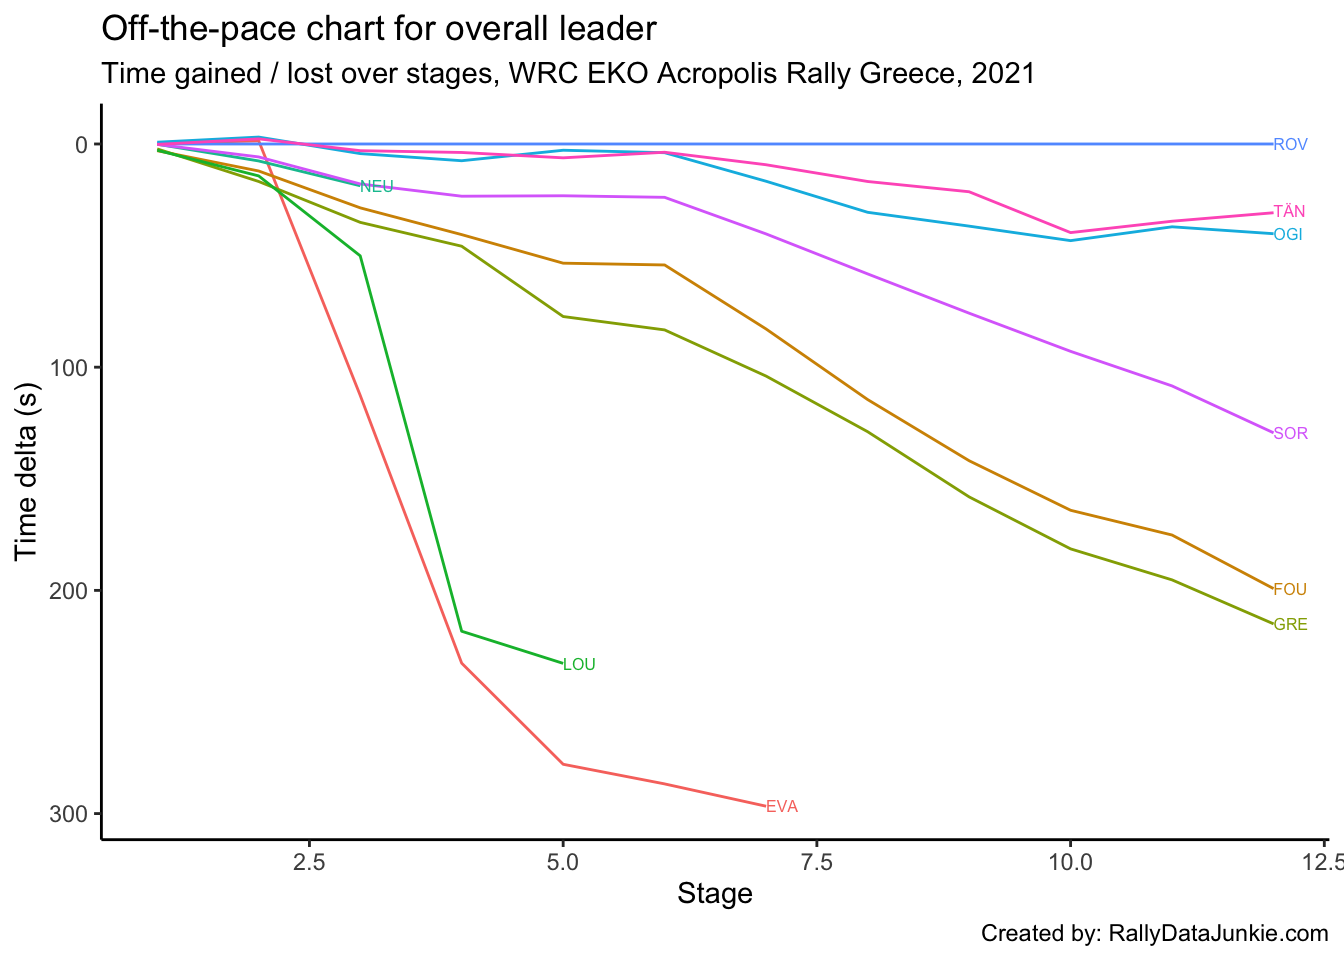 Off-the-pace chart for overall leader
Time gained / lost over stages, WRC EKO Acropolis Rally Greece, 2021
Time delta (s)
0
100
200
300
ROV
TÄN
OGI
NEU
SOR
FOU
GRE
LOU
EVA
2.5
5.0
7.5
10.0
12.5
Stage
Created by: RallyDataJunkie.com